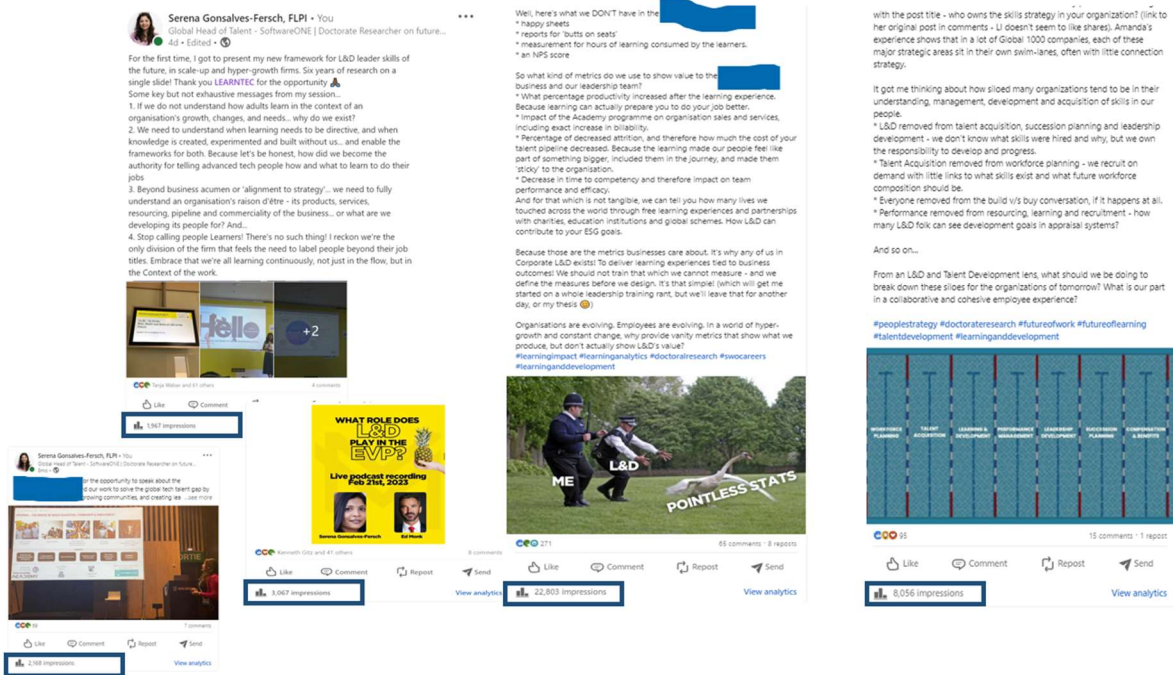 Serena Gonsalves-Fersch, FLPI • You
Global Head of Talent - SoftwareONE | Doctorate Researcher on future...
4d • Edited •
For the first time, I got to present my new framework for L&D leader skills of
the future, in scale-up and hyper-growth firms. Six years of research on a
single slide! Thank you LEARNTEC for the opportunity
Some key but not exhaustive messages from my session...
1. If we do not understand how adults learn in the context of an
organisation's growth, changes, and needs... why do we exist?
2. We need to understand when learning needs to be directive, and when
knowledge is created, experimented and built without us... and enable the
frameworks for both. Because let's be honest, how did we become the
authority for telling advanced tech people how and what to learn to do their
jobs
3. Beyond business acumen or 'alignment to strategy'... we need to fully
understand an organisation's raison d'être - its products, services,
resourcing, pipeline and commerciality of the business... or what are we
developing its people for? And...
4. Stop calling people Learners! There's no such thing! I reckon we're the
only division of the firm that feels the need to label people beyond their job
titles. Embrace that we're all learning continuously, not just in the flow, but in
the Context of the work.
hello
+2
Tanja Weber and 61 others
4 comments
Like Comment
1,967 impressions
Serena Gonsalves-Fersch, FLPI • You
Global Head of Talent - SoftwareONE | Doctorate Researcher on future...
or the opportunity to speak about the
d our work to solve the global tech talent gap by
rowing communities, and creating lea ...see more
59
7 comments
Like Comment Repost Send
2,168 impressions
View analytics
WHAT ROLE DOES
L&D
PLAY IN THE
EVP?
Live podcast recording
Feb 21st, 2023
Serena Gonsalves-Fersch Ed Monk
Kenneth Gitz and 41 others
8 comments
Like Comment Repost Send
3,067 impressions
View analytics
Well, here's what we DON'T have in the
* happy sheets
* reports for 'butts on seats'
* measurement for hours of learning consumed by the learners.
* an NPS score
So what kind of metrics do we use to show value to the
business and our leadership team?
* What percentage productivity increased after the learning experience.
Because learning can actually prepare you to do your job better.
* Impact of the Academy programme on organisation sales and services,
including exact increase in billability.
* Percentage of decreased attrition, and therefore how much the cost of your
talent pipeline decreased. Because the learning made our people feel like
part of something bigger, included them in the journey, and made them
'sticky' to the organisation.
* Decrease in time to competency and therefore impact on team
performance and efficacy.
And for that which is not tangible, we can tell you how many lives we
touched across the world through free learning experiences and partnerships
with charities, education institutions and global schemes. How L&D can
contribute to your ESG goals.
Because those are the metrics businesses care about. It's why any of us in
Corporate L&D exists! To deliver learning experiences tied to business
outcomes! We should not train that which we cannot measure - and we
define the measures before we design. It's that simple! (which will get me
started on a whole leadership training rant, but we'll leave that for another
day, or my thesis )
Organisations are evolving. Employees are evolving. In a world of hyper-
growth and constant change, why provide vanity metrics that show what we
produce, but don't actually show L&D's value?
#learningimpact #learninganalytics #doctoralresearch #swocareers
#learninganddevelopment
ME
L&D
POINTLESS STATS
271
65 comments • 8 reposts
Like Comment Repost Send
22,803 impressions
View analytics
with the post title - who owns the skills strategy in your organization? (link to
her original post in comments - LI doesn't seem to like shares). Amanda's
experience shows that in a lot of Global 1000 companies, each of these
major strategic areas sit in their own swim-lanes, often with little connection
strategy.
It got me thinking about how siloed many organizations tend to be in their
understanding, management, development and acquisition of skills in our
people.
* L&D removed from talent acquisition, succession planning and leadership
development - we don't know what skills were hired and why, but we own
the responsibility to develop and progress.
* Talent Acquisition removed from workforce planning - we recruit on
demand with little links to what skills exist and what future workforce
composition should be.
* Everyone removed from the build v/s buy conversation, if it happens at all.
* Performance removed from resourcing, learning and recruitment - how
many L&D folk can see development goals in appraisal systems?
And so on...
From an L&D and Talent Development lens, what should we be doing to
break down these siloes for the organizations of tomorrow? What is our part
in a collaborative and cohesive employee experience?
#peoplestrategy #doctorateresearch #futureofwork #futureoflearning
#talentdevelopment #learninganddevelopment
WORKFORCE PLANNING
TALENT ACQUISITION
LEARNING & DEVELOPMENT
PERFORMANCE MANAGEMENT
LEADERSHIP DEVELOPMENT
SUCCESSION PLANNING
COMPENSATION & BENEFITS
95
15 comments • 1 repost
Like Comment Repost Send
8,056 impressions
View analytics